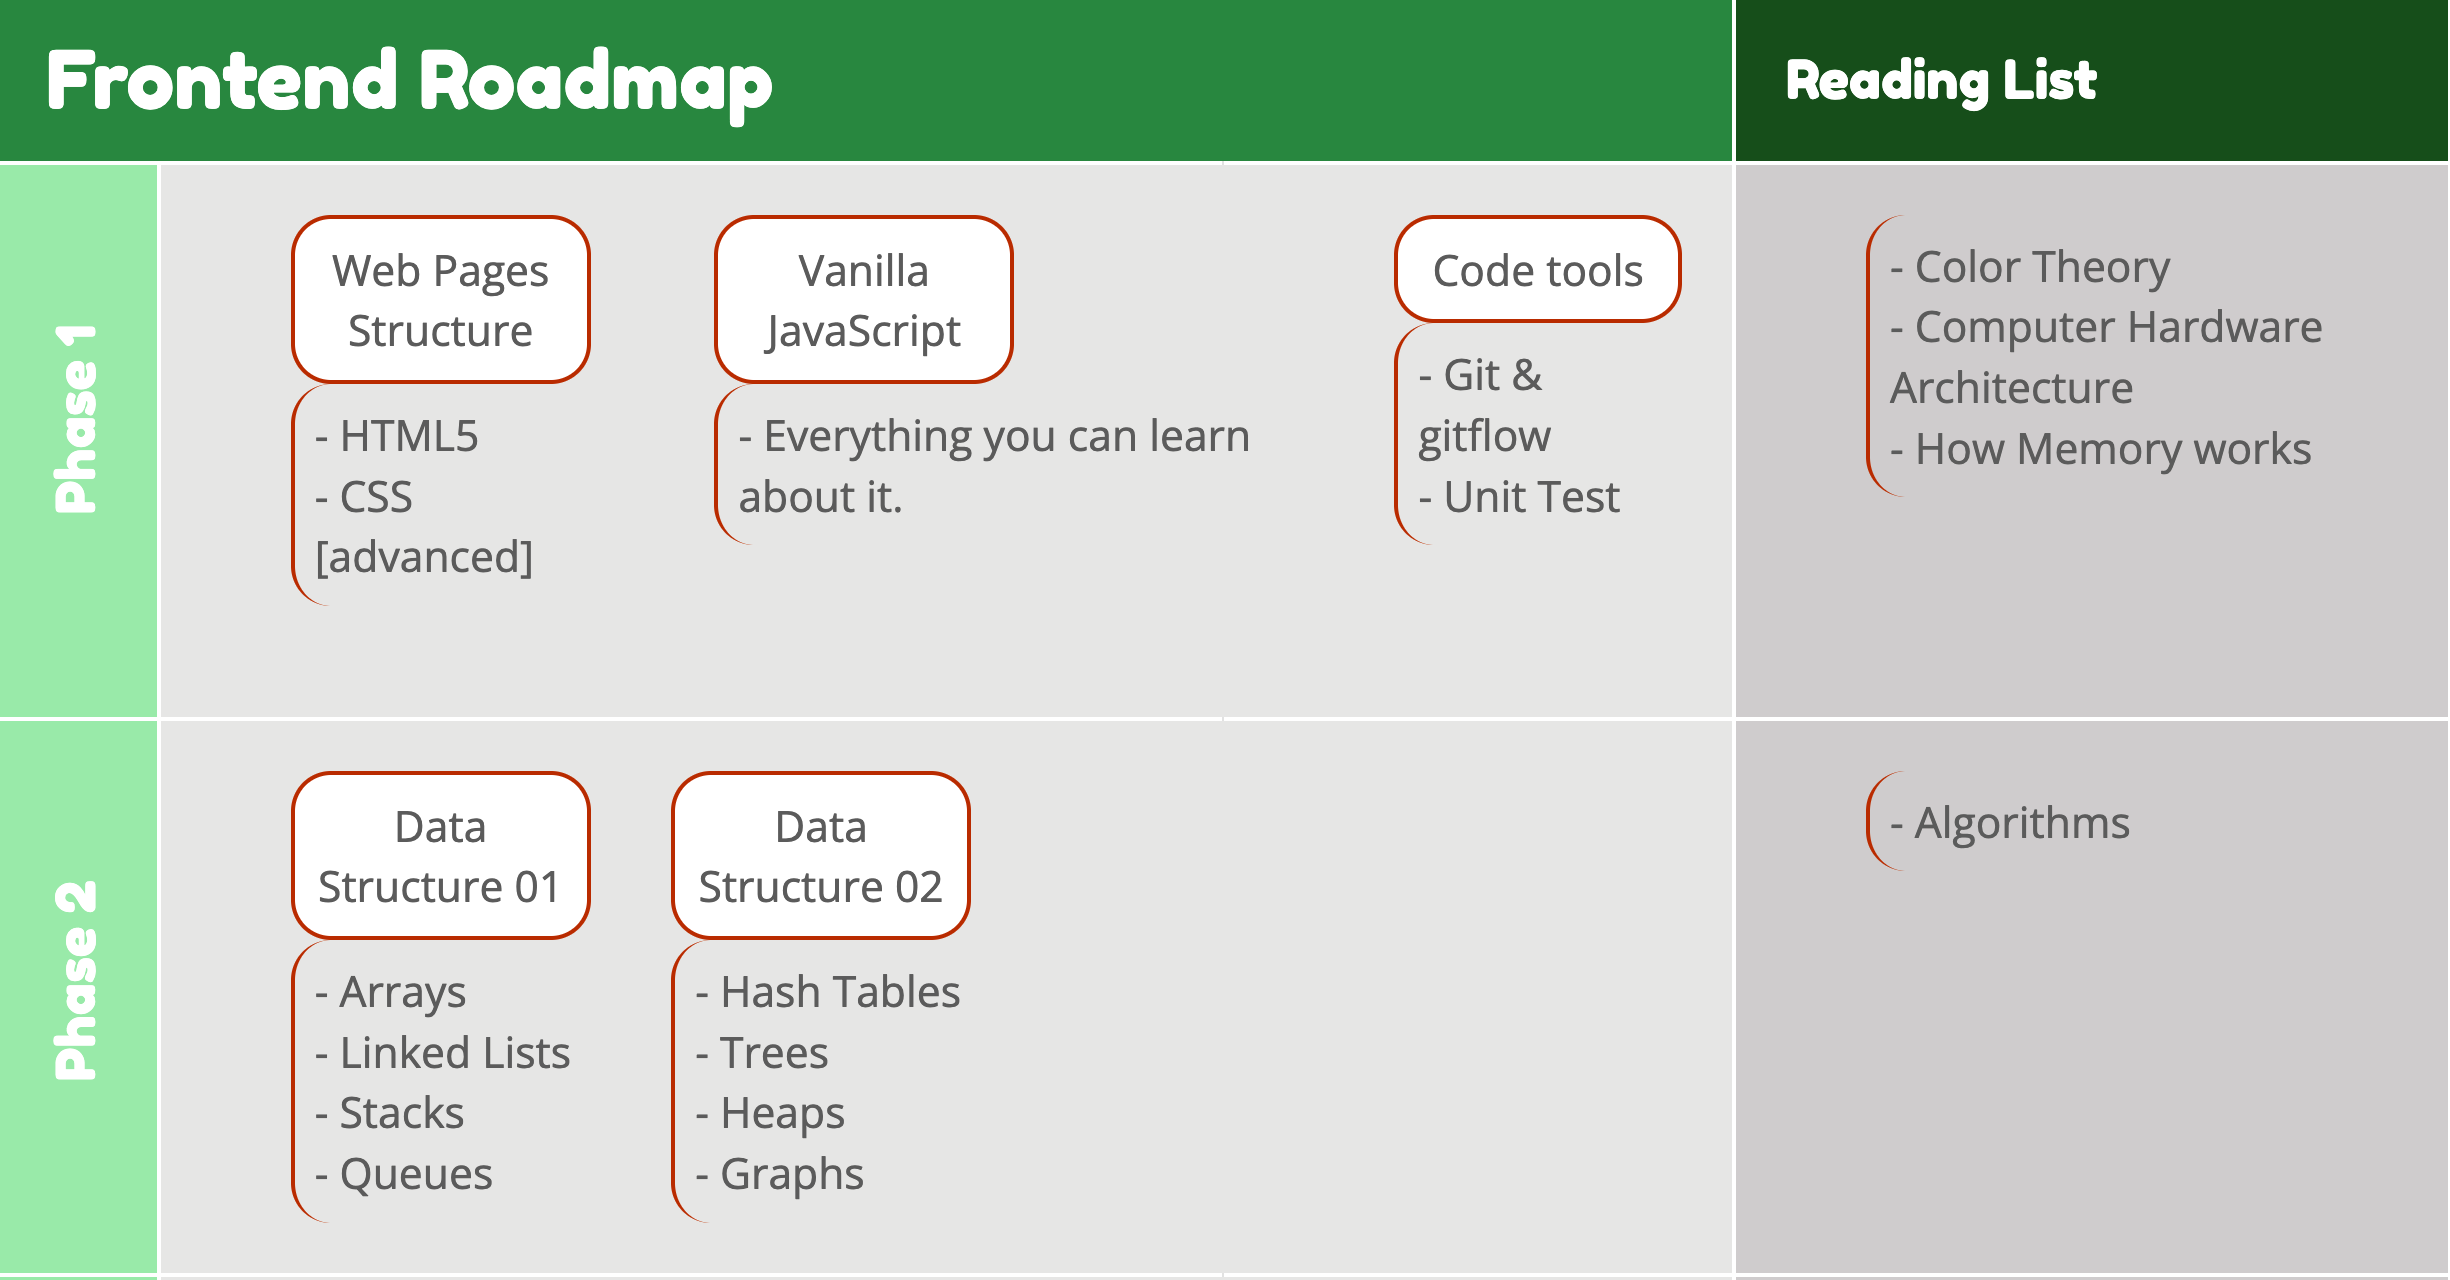 Frontend Roadmap
Reading List
Phase 1
Web Pages
Structure
- HTML5
- CSS
[advanced]
Vanilla
JavaScript
- Everything you can learn
about it.
Code tools
- Git &
gitflow
- Unit Test
- Color Theory
- Computer Hardware
Architecture
- How Memory works
Phase 2
Data
Structure 01
- Arrays
- Linked Lists
- Stacks
- Queues
Data
Structure 02
- Hash Tables
- Trees
- Heaps
- Graphs
- Algorithms